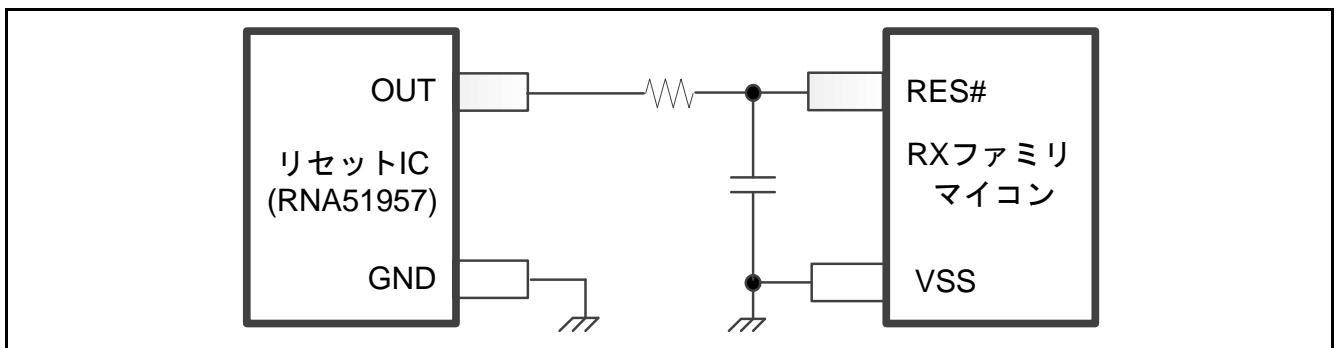 OUT
リセットIC
(RNA51957)
GND
RES#
RXファミリ
マイコン
VSS